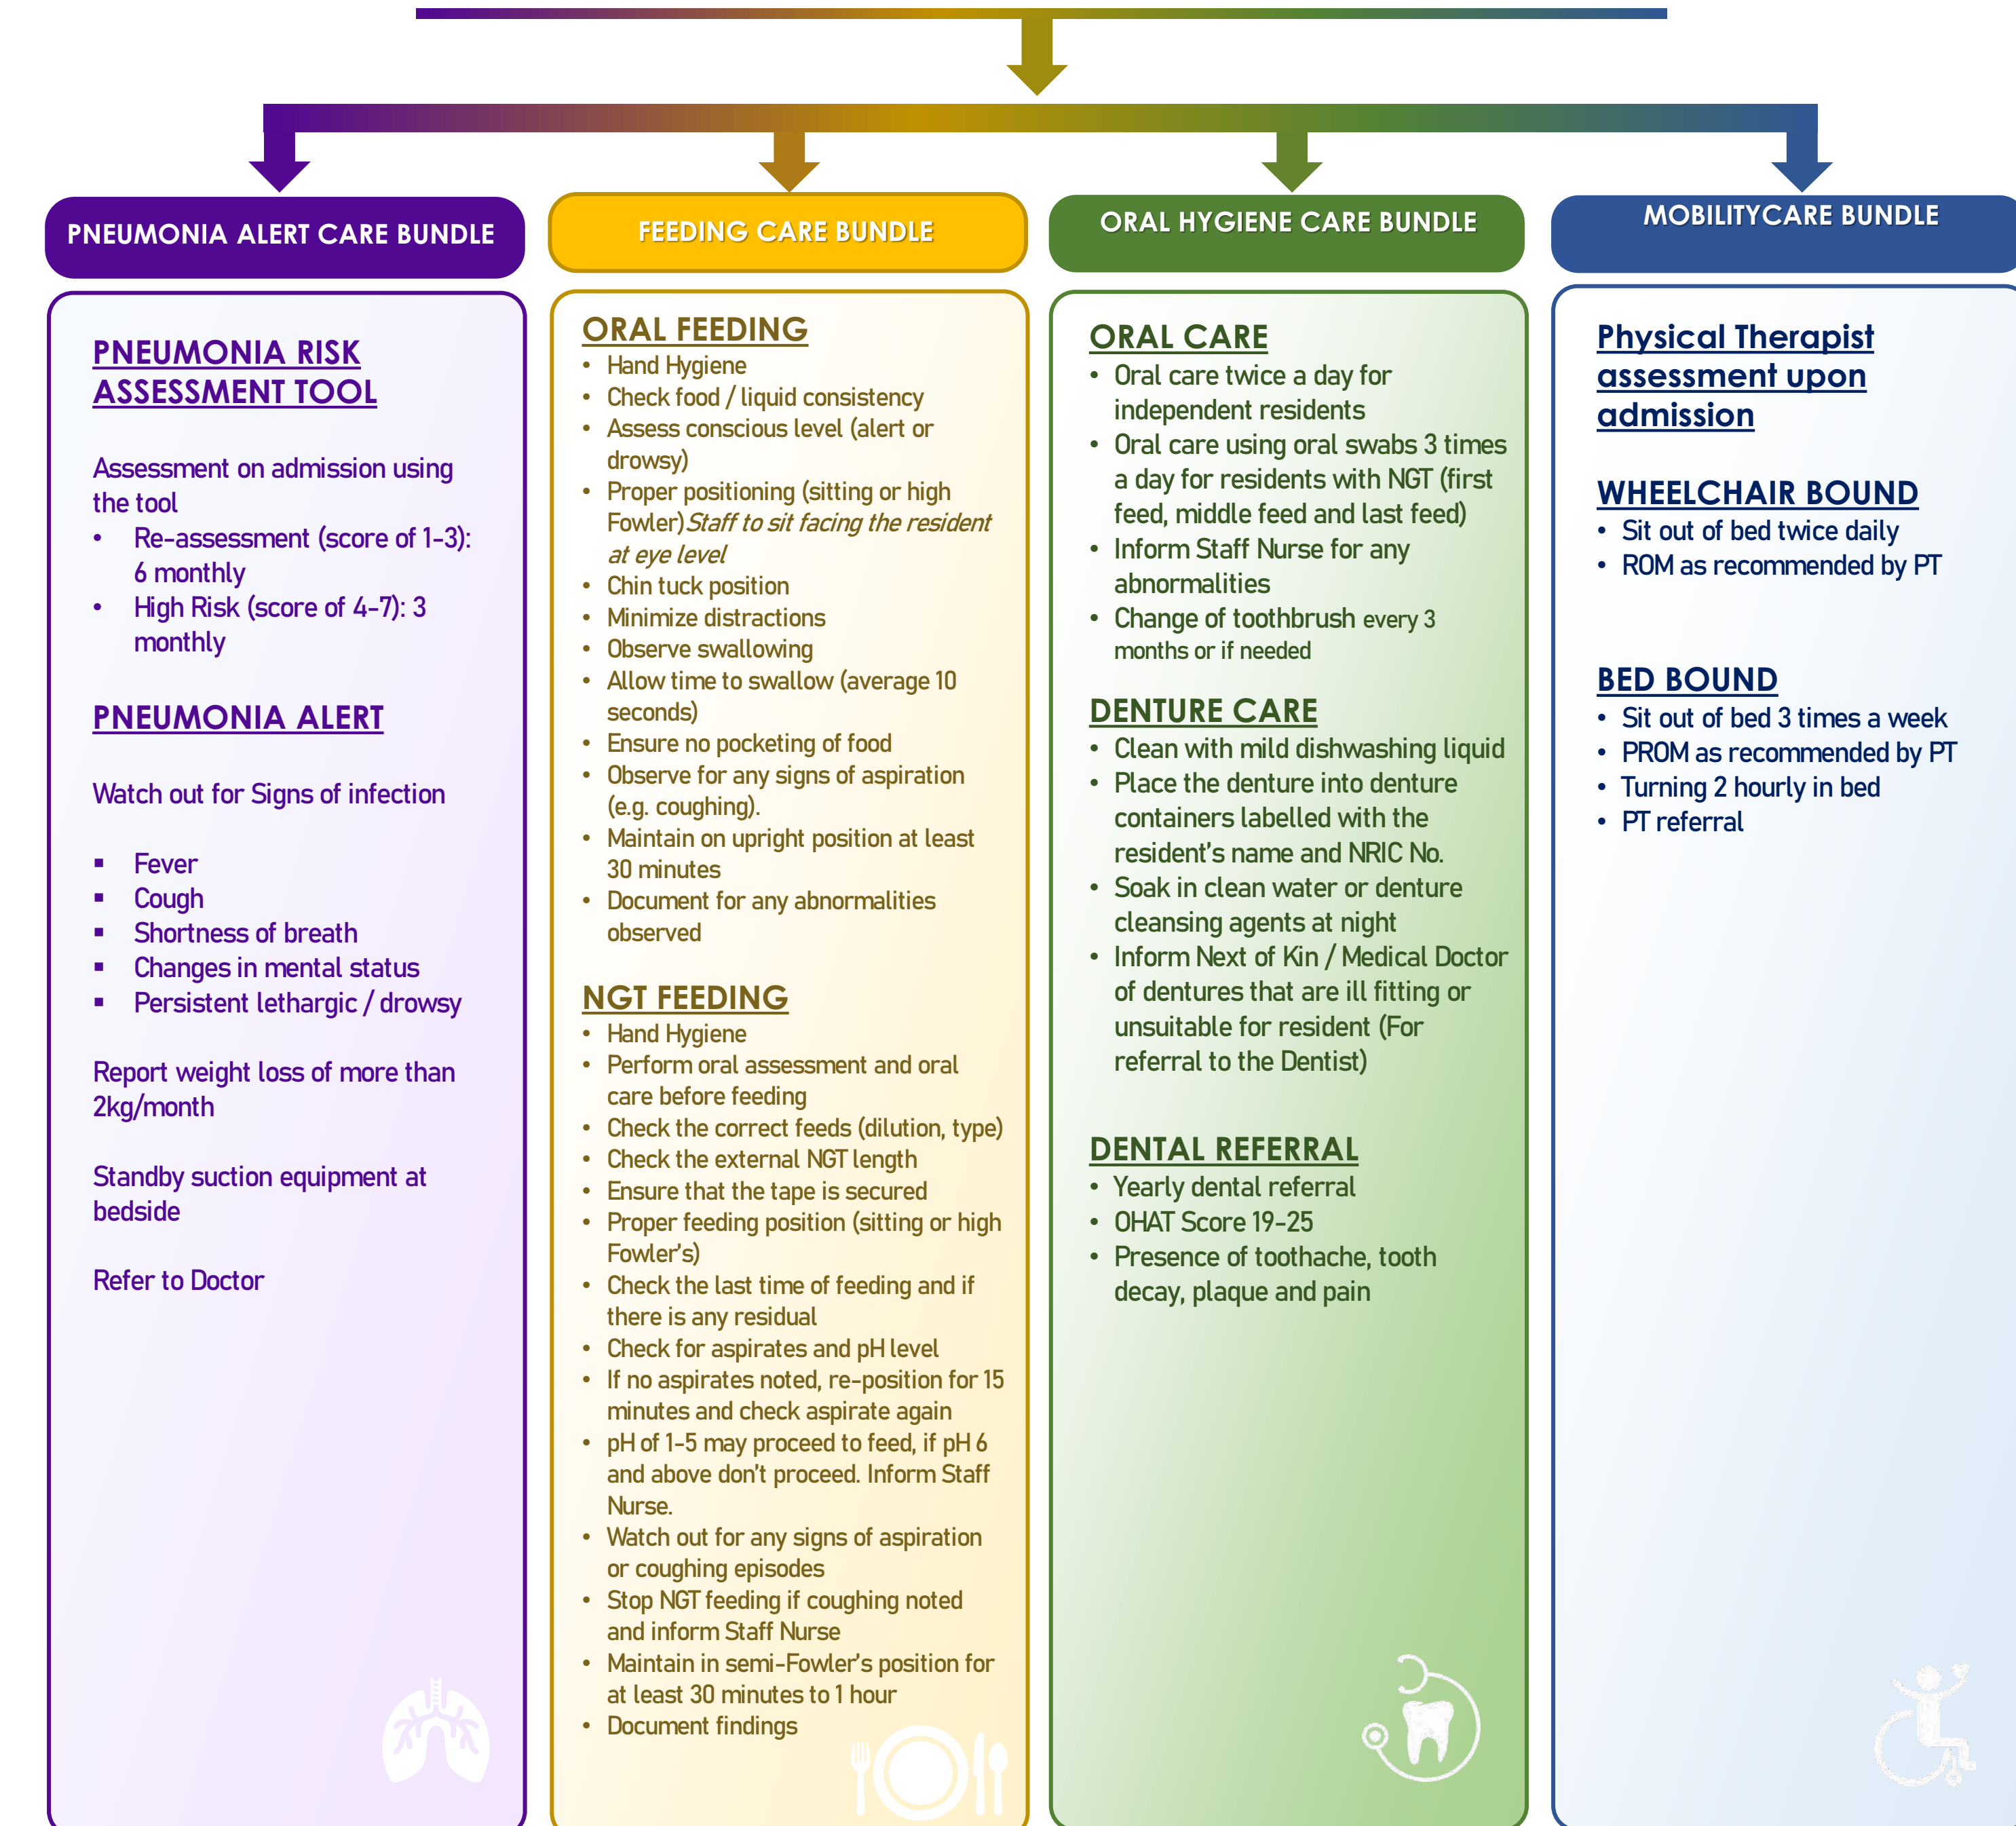 PNEUMONIA ALERT CARE BUNDLE
PNEUMONIA RISK
ASSESSMENT TOOL
Assessment on admission using
the tool
• Re-assessment (score of 1-3):
6 monthly
• High Risk (score of 4-7): 3
monthly
PNEUMONIA ALERT
Watch out for Signs of infection
▪ Fever
▪ Cough
▪ Shortness of breath
▪ Changes in mental status
▪ Persistent lethargic / drowsy
Report weight loss of more than
2kg/month
Standby suction equipment at
bedside
Refer to Doctor
FEEDING CARE BUNDLE
ORAL FEEDING
• Hand Hygiene
• Check food / liquid consistency
• Assess conscious level (alert or
drowsy)
• Proper positioning (sitting or high
Fowler) Staff to sit facing the resident
at eye level
• Chin tuck position
• Minimize distractions
• Observe swallowing
• Allow time to swallow (average 10
seconds)
• Ensure no pocketing of food
• Observe for any signs of aspiration
(e.g. coughing).
• Maintain on upright position at least
30 minutes
• Document for any abnormalities
observed
NGT FEEDING
• Hand Hygiene
• Perform oral assessment and oral
care before feeding
• Check the correct feeds (dilution, type)
• Check the external NGT length
• Ensure that the tape is secured
• Proper feeding position (sitting or high
Fowler's)
• Check the last time of feeding and if
there is any residual
• Check for aspirates and pH level
• If no aspirates noted, re-position for 15
minutes and check aspirate again
• pH of 1-5 may proceed to feed, if pH 6
and above don't proceed. Inform Staff
Nurse.
• Watch out for any signs of aspiration
or coughing episodes
• Stop NGT feeding if coughing noted
and inform Staff Nurse
• Maintain in semi-Fowler's position for
at least 30 minutes to 1 hour
• Document findings
ORAL HYGIENE CARE BUNDLE
ORAL CARE
• Oral care twice a day for
independent residents
• Oral care using oral swabs 3 times
a day for residents with NGT (first
feed, middle feed and last feed)
• Inform Staff Nurse for any
abnormalities
• Change of toothbrush every 3
months or if needed
DENTURE CARE
• Clean with mild dishwashing liquid
• Place the denture into denture
containers labelled with the
resident's name and NRIC No.
• Soak in clean water or denture
cleansing agents at night
• Inform Next of Kin / Medical Doctor
of dentures that are ill fitting or
unsuitable for resident (For
referral to the Dentist)
DENTAL REFERRAL
• Yearly dental referral
• OHAT Score 19-25
• Presence of toothache, tooth
decay, plaque and pain
MOBILITYCARE BUNDLE
Physical Therapist
assessment upon
admission
WHEELCHAIR BOUND
• Sit out of bed twice daily
• ROM as recommended by PT
BED BOUND
• Sit out of bed 3 times a week
• PROM as recommended by PT
• Turning 2 hourly in bed
• PT referral